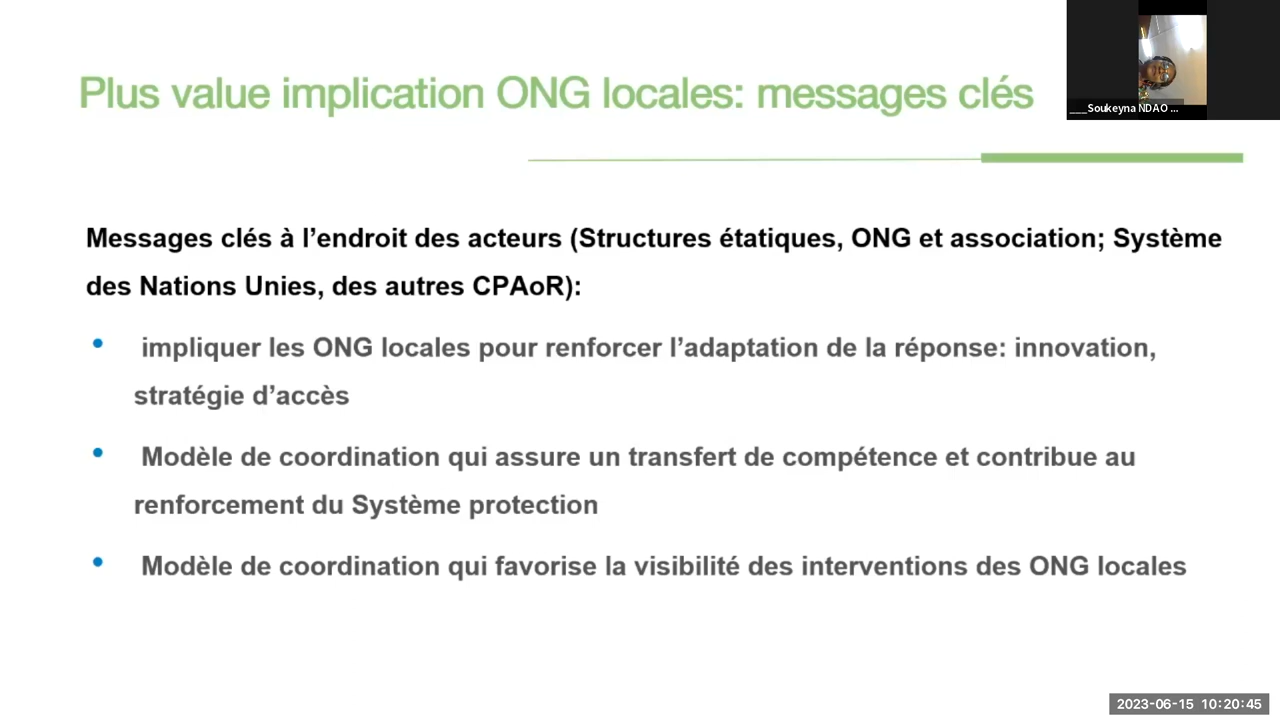 Plus value implication ONG locales: messages clés
___Soukeyna NDAO ...
Messages clés à l’endroit des acteurs (Structures étatiques, ONG et association; Système
des Nations Unies, des autres CPAoR):
• impliquer les ONG locales pour renforcer l’adaptation de la réponse: innovation,
stratégie d’accès
• Modèle de coordination qui assure un transfert de compétence et contribue au
renforcement du Système protection
• Modèle de coordination qui favorise la visibilité des interventions des ONG locales
2023-06-15 10:20:45